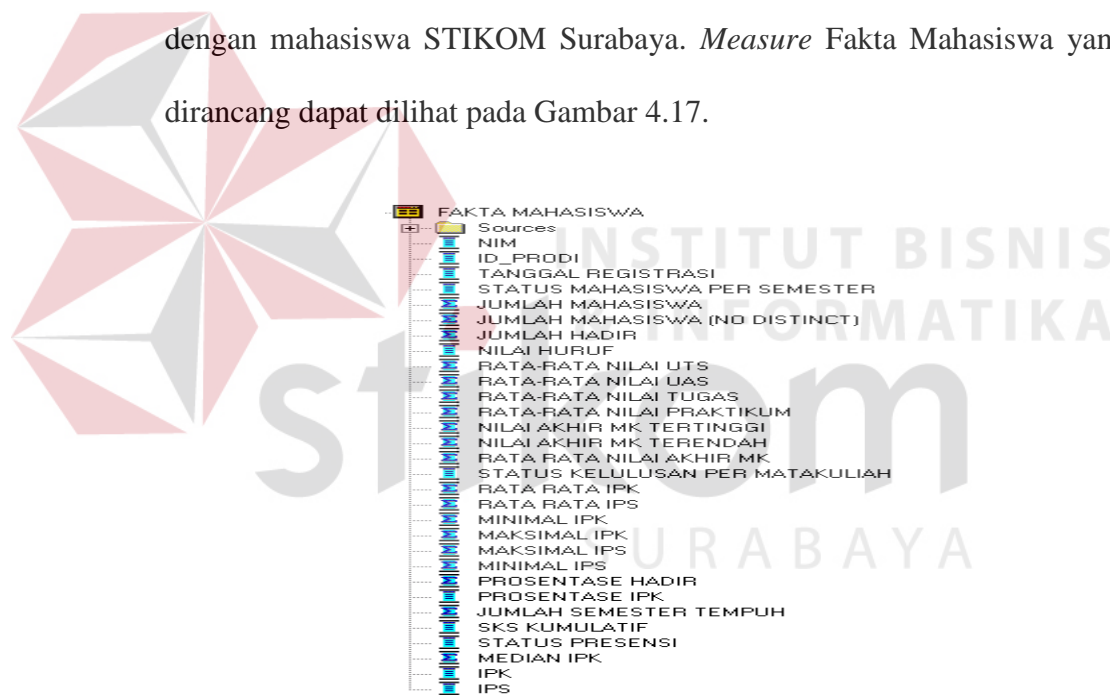 dengan mahasiswa STIKOM Surabaya. Measure Fakta Mahasiswa yan
dirancang dapat dilihat pada Gambar 4.17.
FAKTA MAHASISWA
Sources
NIM
ID_PRODI
TANGGAL REGISTRASI
STATUS MAHASISWA PER SEMESTER
JUMLAH MAHASISWA
JUMLAH MAHASISWA (NO DISTINCT)
JUMLAH HADIR
NILAI HURUF
RATA-RATA NILAI UTS
RATA-RATA NILAI UAS
RATA-RATA NILAI TUGAS
RATA-RATA NILAI PRAKTIKUM
NILAI AKHIR MK TERTINGGI
NILAI AKHIR MK TERENDAH
RATA RATA NILAI AKHIR MK
STATUS KELULUSAN PER MATAKULIAH
RATA RATA IPK
RATA RATA IPS
MINIMAL IPK
MAKSIMAL IPK
MAKSIMAL IPS
MINIMAL IPS
PROSENTASE HADIR
PROSENTASE IPK
JUMLAH SEMESTER TEMPUH
SKS KUMULATIF
STATUS PRESENSI
MEDIAN IPK
IPK
IPS
INSTITUT BISNIS
INFORMATIKA
stikom
SURABAYA